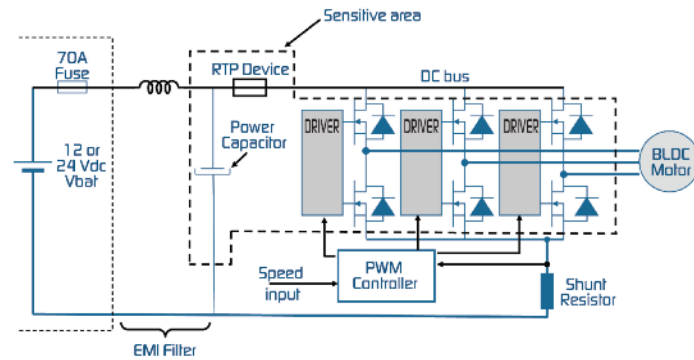 Sensitive area
70A
Fuse
RTP Device
DC bus
Power
Capacitor
DRIVER
DRIVER
DRIVER
12 or
24 Vdc
Vbat
BLDC
Motor
Speed
input
PWM
Controller
Shunt
Resistor
EMI Filter